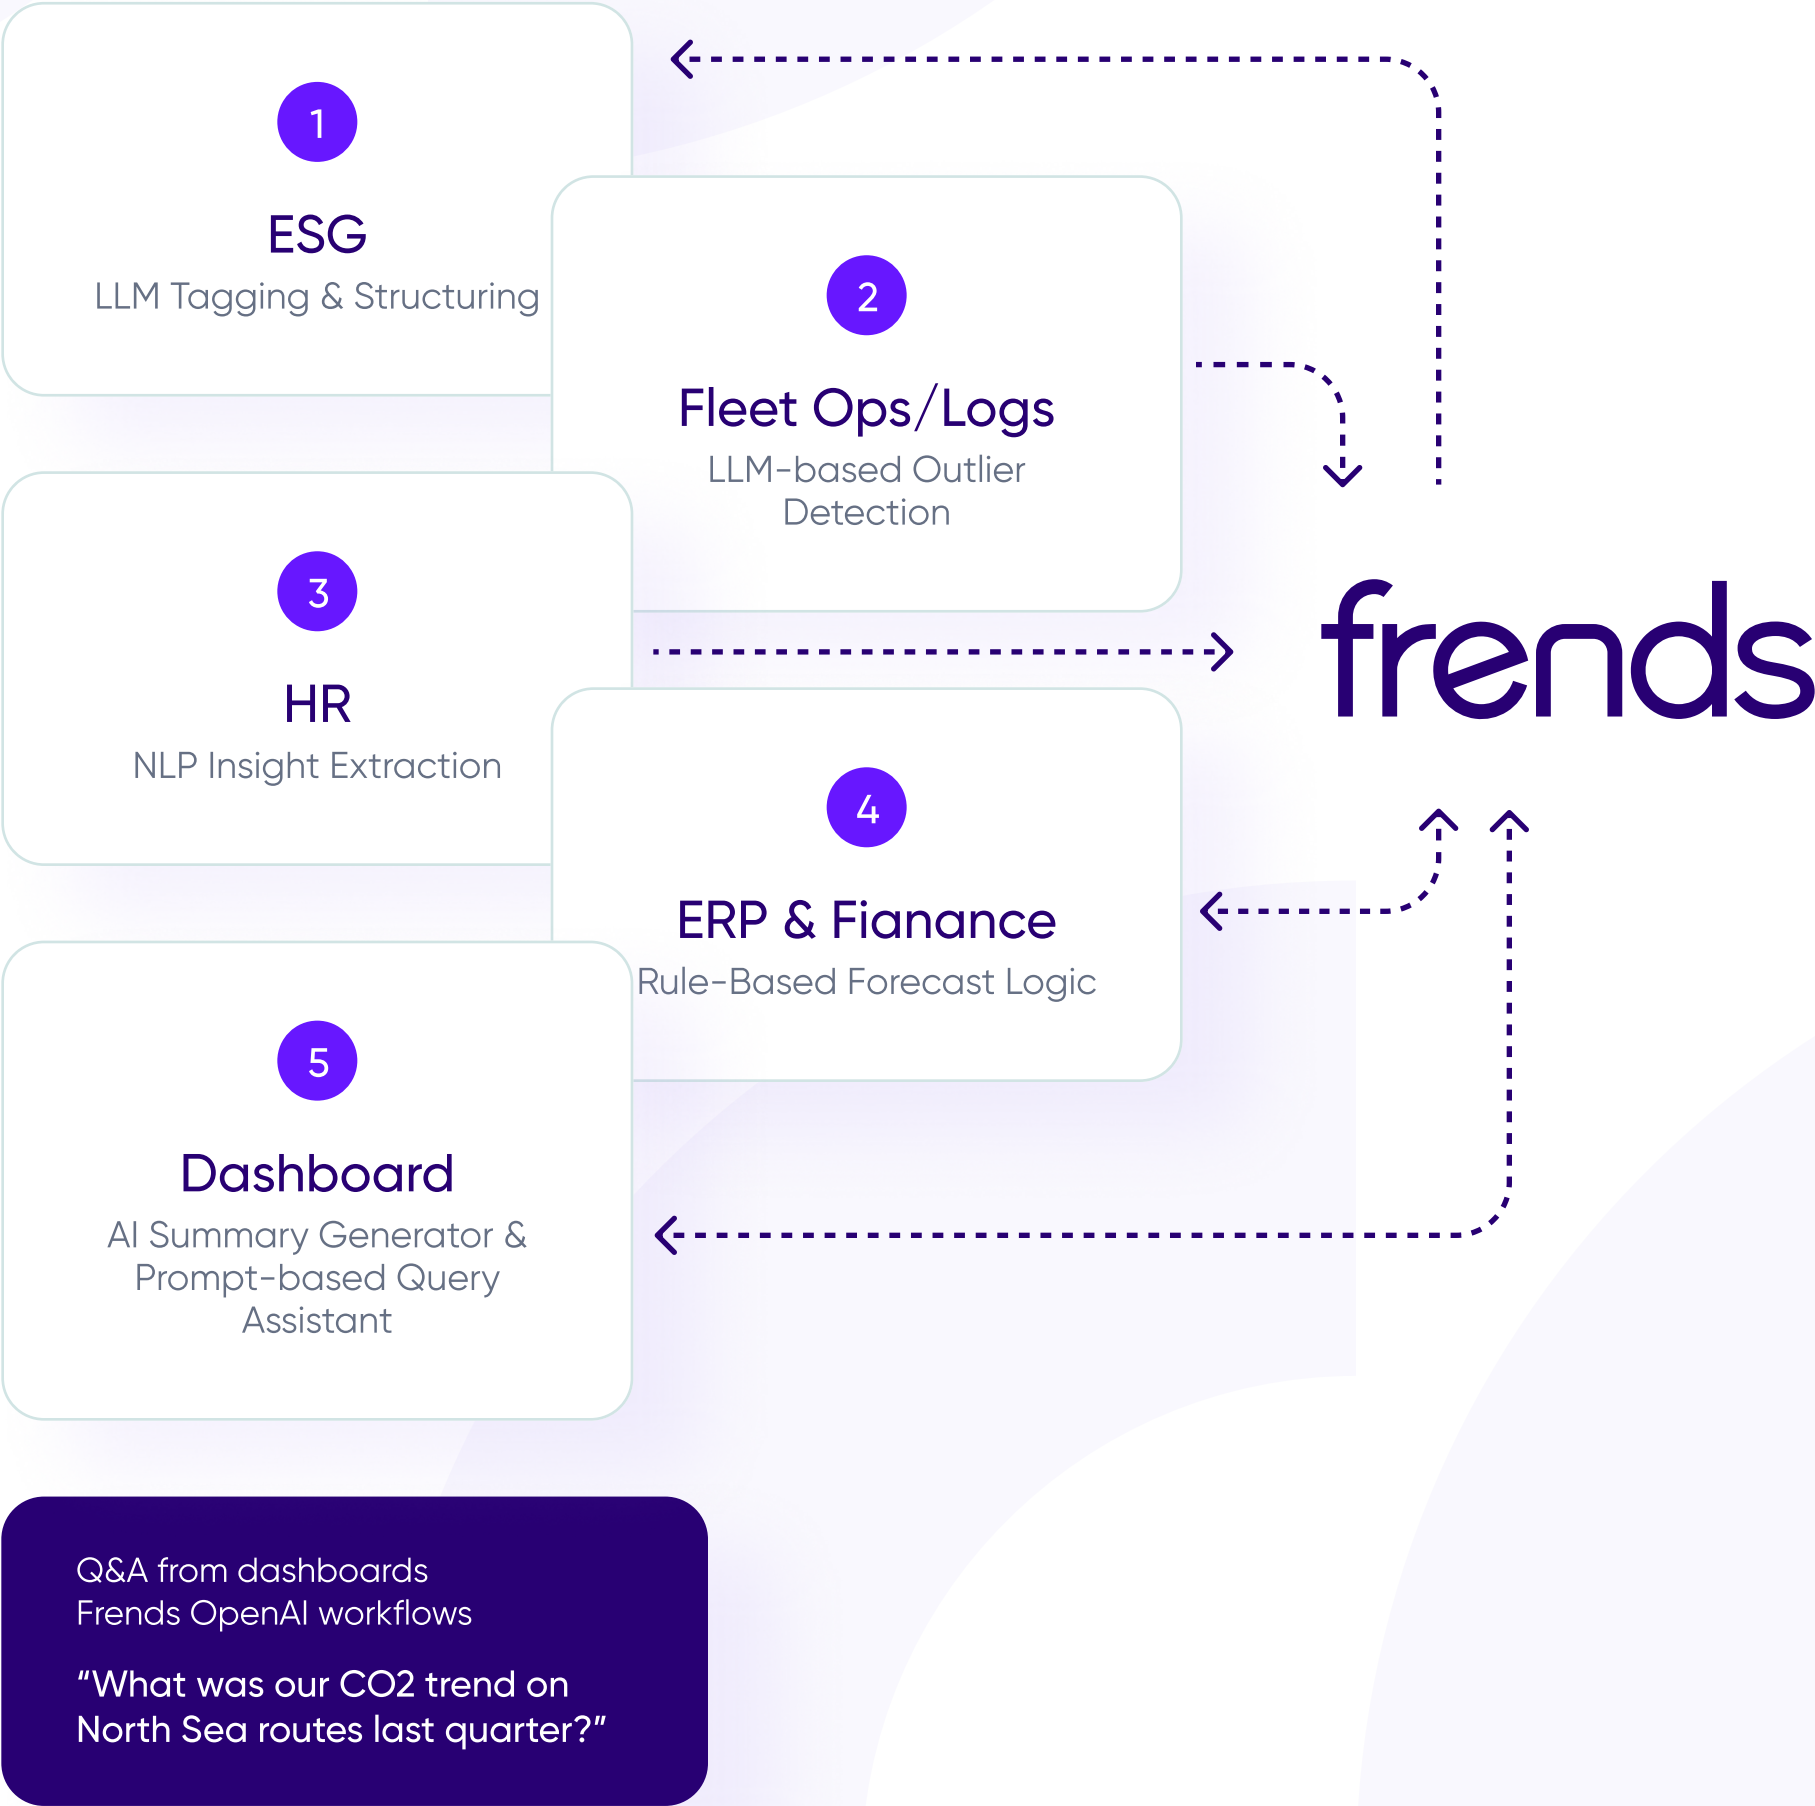 1
ESG
LLM Tagging & Structuring
2
Fleet Ops/Logs
LLM-based Outlier
Detection
3
HR
NLP Insight Extraction
frends
4
ERP & Fianance
Rule-Based Forecast Logic
5
Dashboard
AI Summary Generator &
Prompt-based Query
Assistant
Q&A from dashboards
Frends OpenAI workflows
“What was our CO2 trend on
North Sea routes last quarter?”